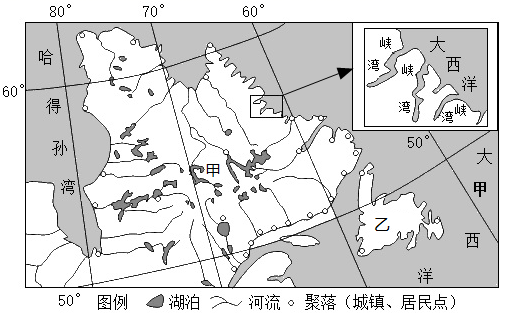 80° 70° 60°
60°
哈得孙湾
甲
乙
峡湾
峡湾
峡湾
大西洋
50°
大西洋
甲
50° 图例 湖泊 河流 聚落（城镇、居民点）